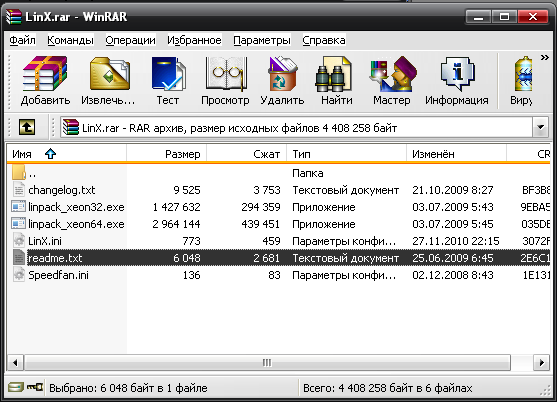 LinX.rar - WinRAR
Файл Команды Операции Избранное Параметры Справка
Добавить Извлечь... Тест Просмотр Удалить Найти Мастер Информация Виру
LinX.rar - RAR архив, размер исходных файлов 4 408 258 байт
Имя Размер Сжат Тип Изменён CR
.. Папка
changelog.txt 9 525 3 753 Текстовый документ 21.10.2009 8:27 BF3B8
linpack_xeon32.exe 1 427 632 294 359 Приложение 03.07.2009 5:43 9EBA5
linpack_xeon64.exe 2 964 144 439 451 Приложение 03.07.2009 5:45 035DE
LinX.ini 773 459 Параметры конфи... 27.11.2010 22:15 3072F
readme.txt 6 048 2 681 Текстовый документ 25.06.2009 6:45 2E6C1
Speedfan.ini 136 83 Параметры конфи... 02.12.2008 8:43 1E131
Выбрано: 6 048 байт в 1 файле Всего: 4 408 258 байт в 6 файлах